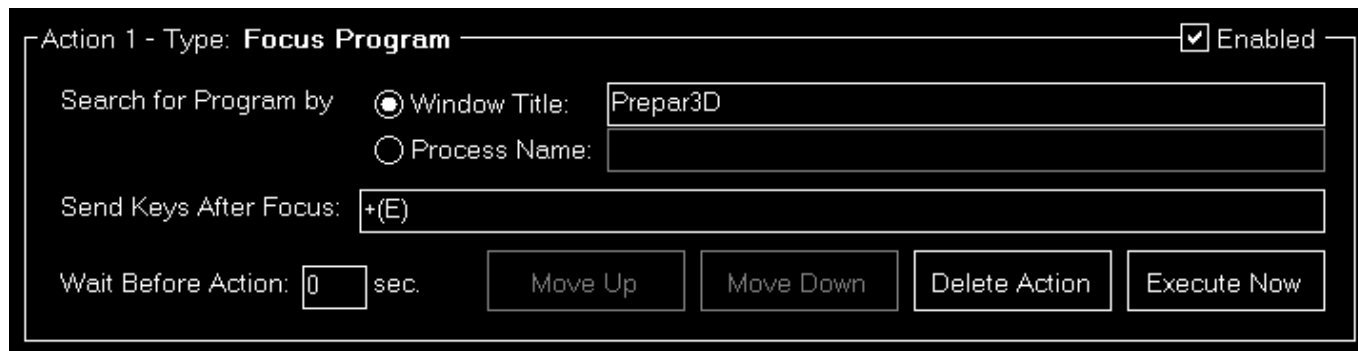 Action 1 - Type: Focus Program Enabled
Search for Program by Window Title: Prepar3D
Process Name:
Send Keys After Focus: +(E)
Wait Before Action: 0 sec. Move Up Move Down Delete Action Execute Now